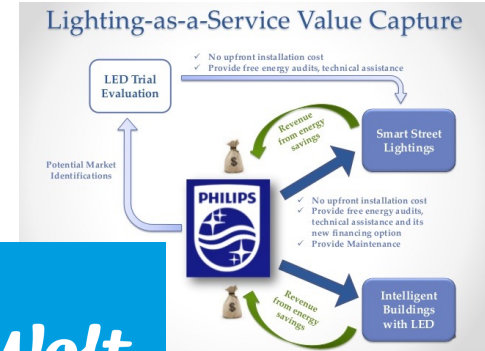 Lighting-as-a-Service Value Capture
✓ No upfront installation cost
✓ Provide free energy audits, technical assistance
LED Trial
Evaluation
Revenue
from energy
savings
Smart Street
Lightings
Potential Market
Identifications
$
PHILIPS
✓ No upfront installation cost
✓ Provide free energy audits,
technical assistance and its
new financing option
✓ Provide Maintenance
$
Revenue
from energy
savings
Intelligent
Buildings
with LED